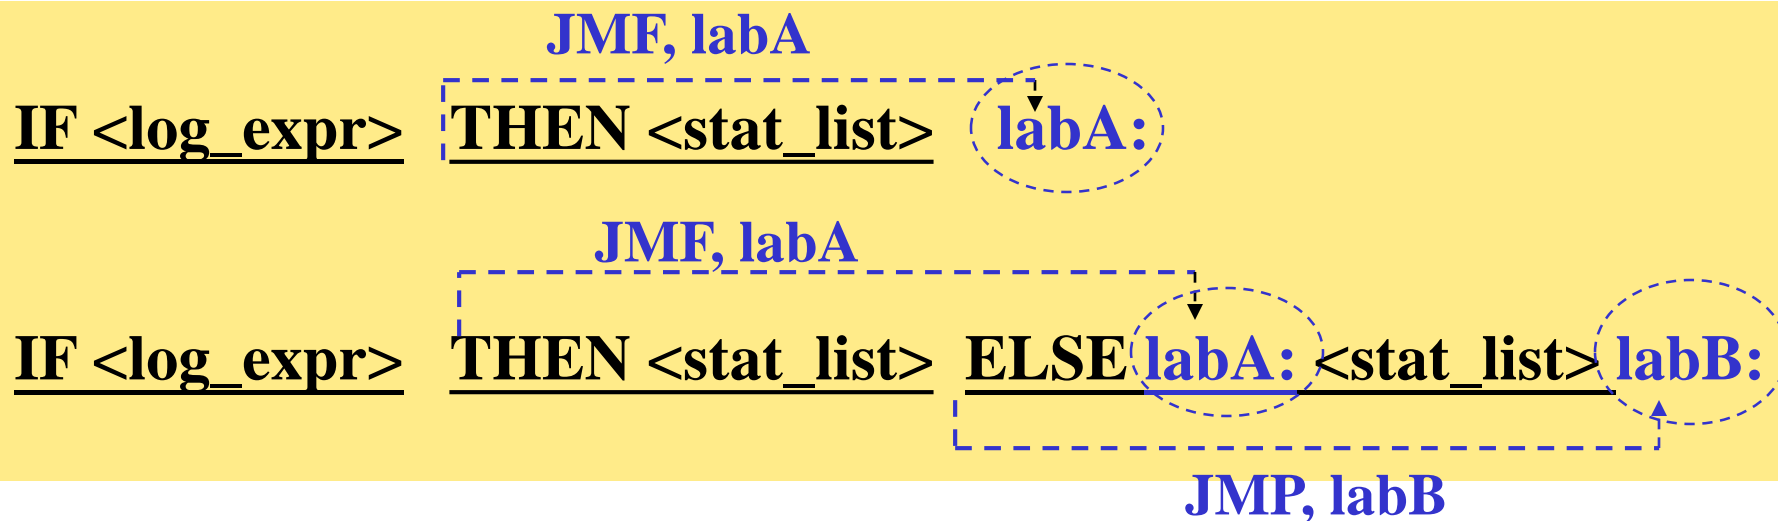 JMF, labA
IF <log_expr> THEN <stat_list> labA:
JMF, labA
IF <log_expr> THEN <stat_list> ELSE labA: <stat_list> labB:
JMP, labB